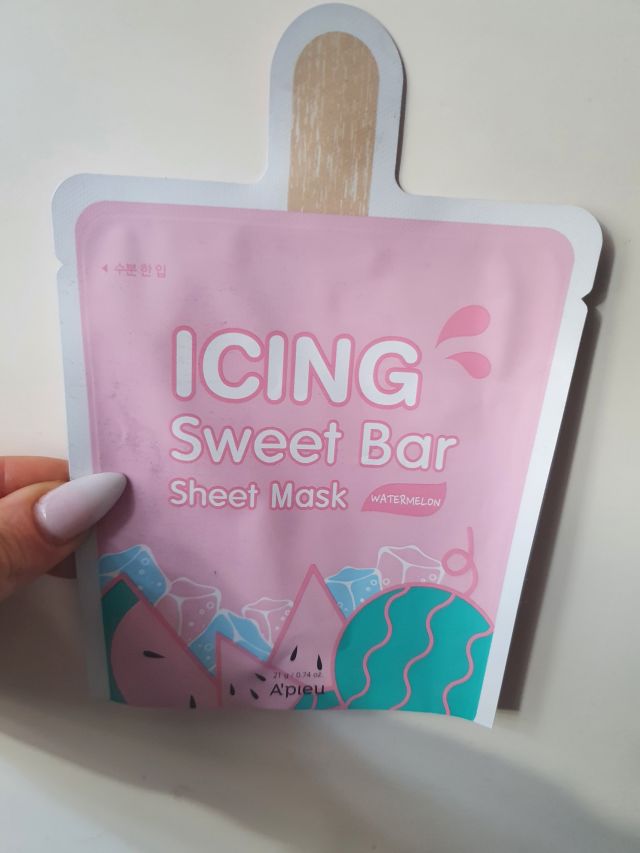 ◂ 수분 한 입
ICING
Sweet Bar
Sheet Mask
WATERMELON
21 g / 0.74 oz.
A'pieu